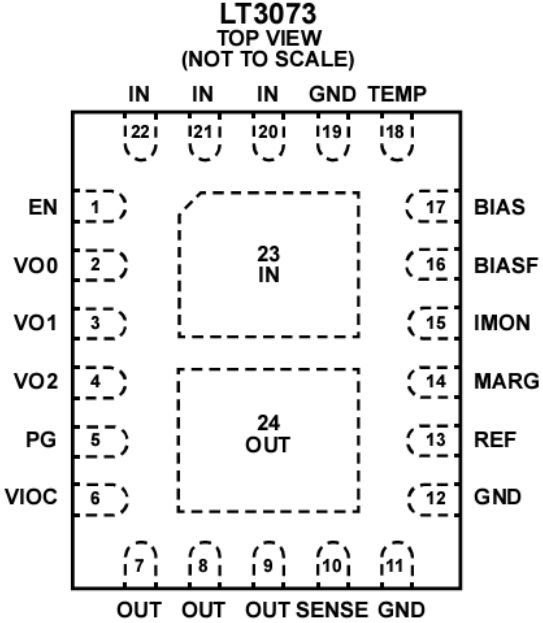 LT3073
TOP VIEW
(NOT TO SCALE)
IN IN IN GND TEMP
22 21 20 19 18
EN 1 17 BIAS
23
IN
VO0 2 16 BIASF
VO1 3 15 IMON
VO2 4 14 MARG
24
OUT
PG 5 13 REF
VIOC 6 12 GND
7 8 9 10 11
OUT OUT OUT SENSE GND